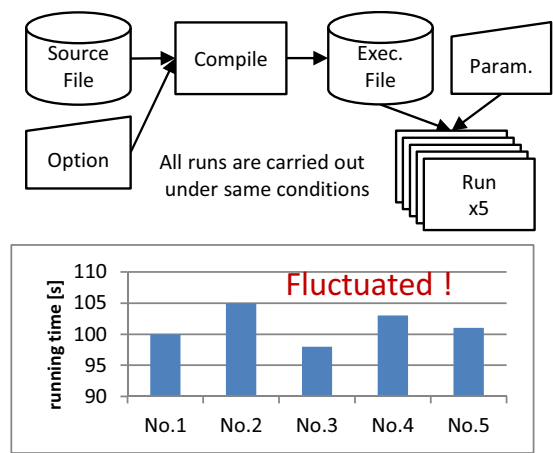 Source
File
Compile
Exec.
File
Param.
Option
All runs are carried out
under same conditions
Run
x5
Fluctuated !
running time [s]
110
105
100
95
90
No.1 No.2 No.3 No.4 No.5